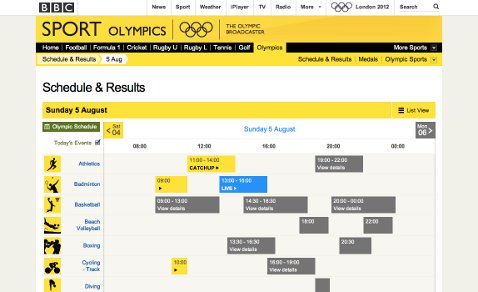 BBC News Sport Weather iPlayer TV Radio More London 2012 Search
SPORT OLYMPICS THE OLYMPIC BROADCASTER
Home Football Formula 1 Cricket Rugby U Rugby L Tennis Golf Olympics More Sports
Schedule & Results 5 Aug Schedule & Results Medals Olympic Sports
Schedule & Results
Sunday 5 August List View
Olympic Schedule Sat 04 Sunday 5 August Mon 06
Today's Events 08:00 12:00 16:00 20:00 00:00
Athletics 11:00 - 14:00 CATCHUP 19:00 - 22:00 View details
Badminton 09:00 13:00 - 16:00 LIVE
Basketball 09:00 - 13:00 View details 14:30 - 18:30 View details 20:00 - 00:00 View details
Beach Volleyball 18:00 22:00
Boxing 13:30 - 16:30 View details 20:30
Cycling - Track 10:00 16:00 - 19:00 View details
Diving